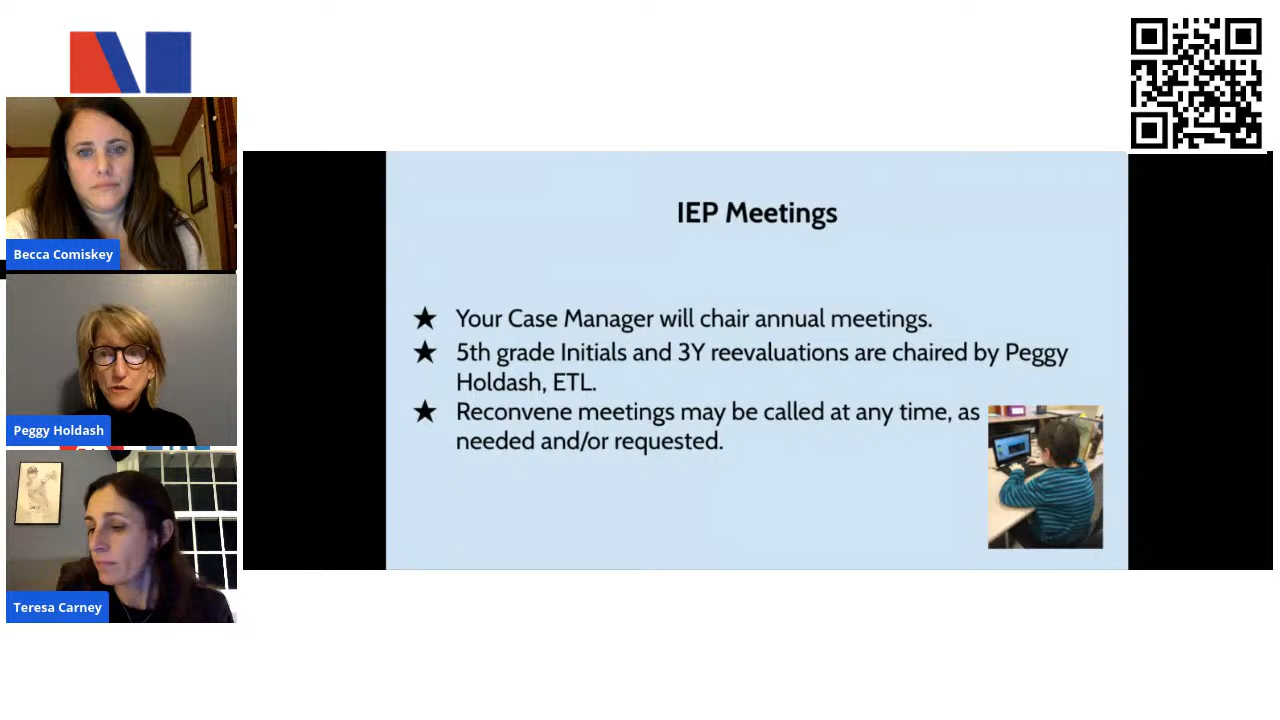 Becca Comiskey
Peggy Holdash
Teresa Carney
IEP Meetings
★ Your Case Manager will chair annual meetings.
★ 5th grade Initials and 3Y reevaluations are chaired by Peggy
Holdash, ETL.
★ Reconvene meetings may be called at any time, as
needed and/or requested.